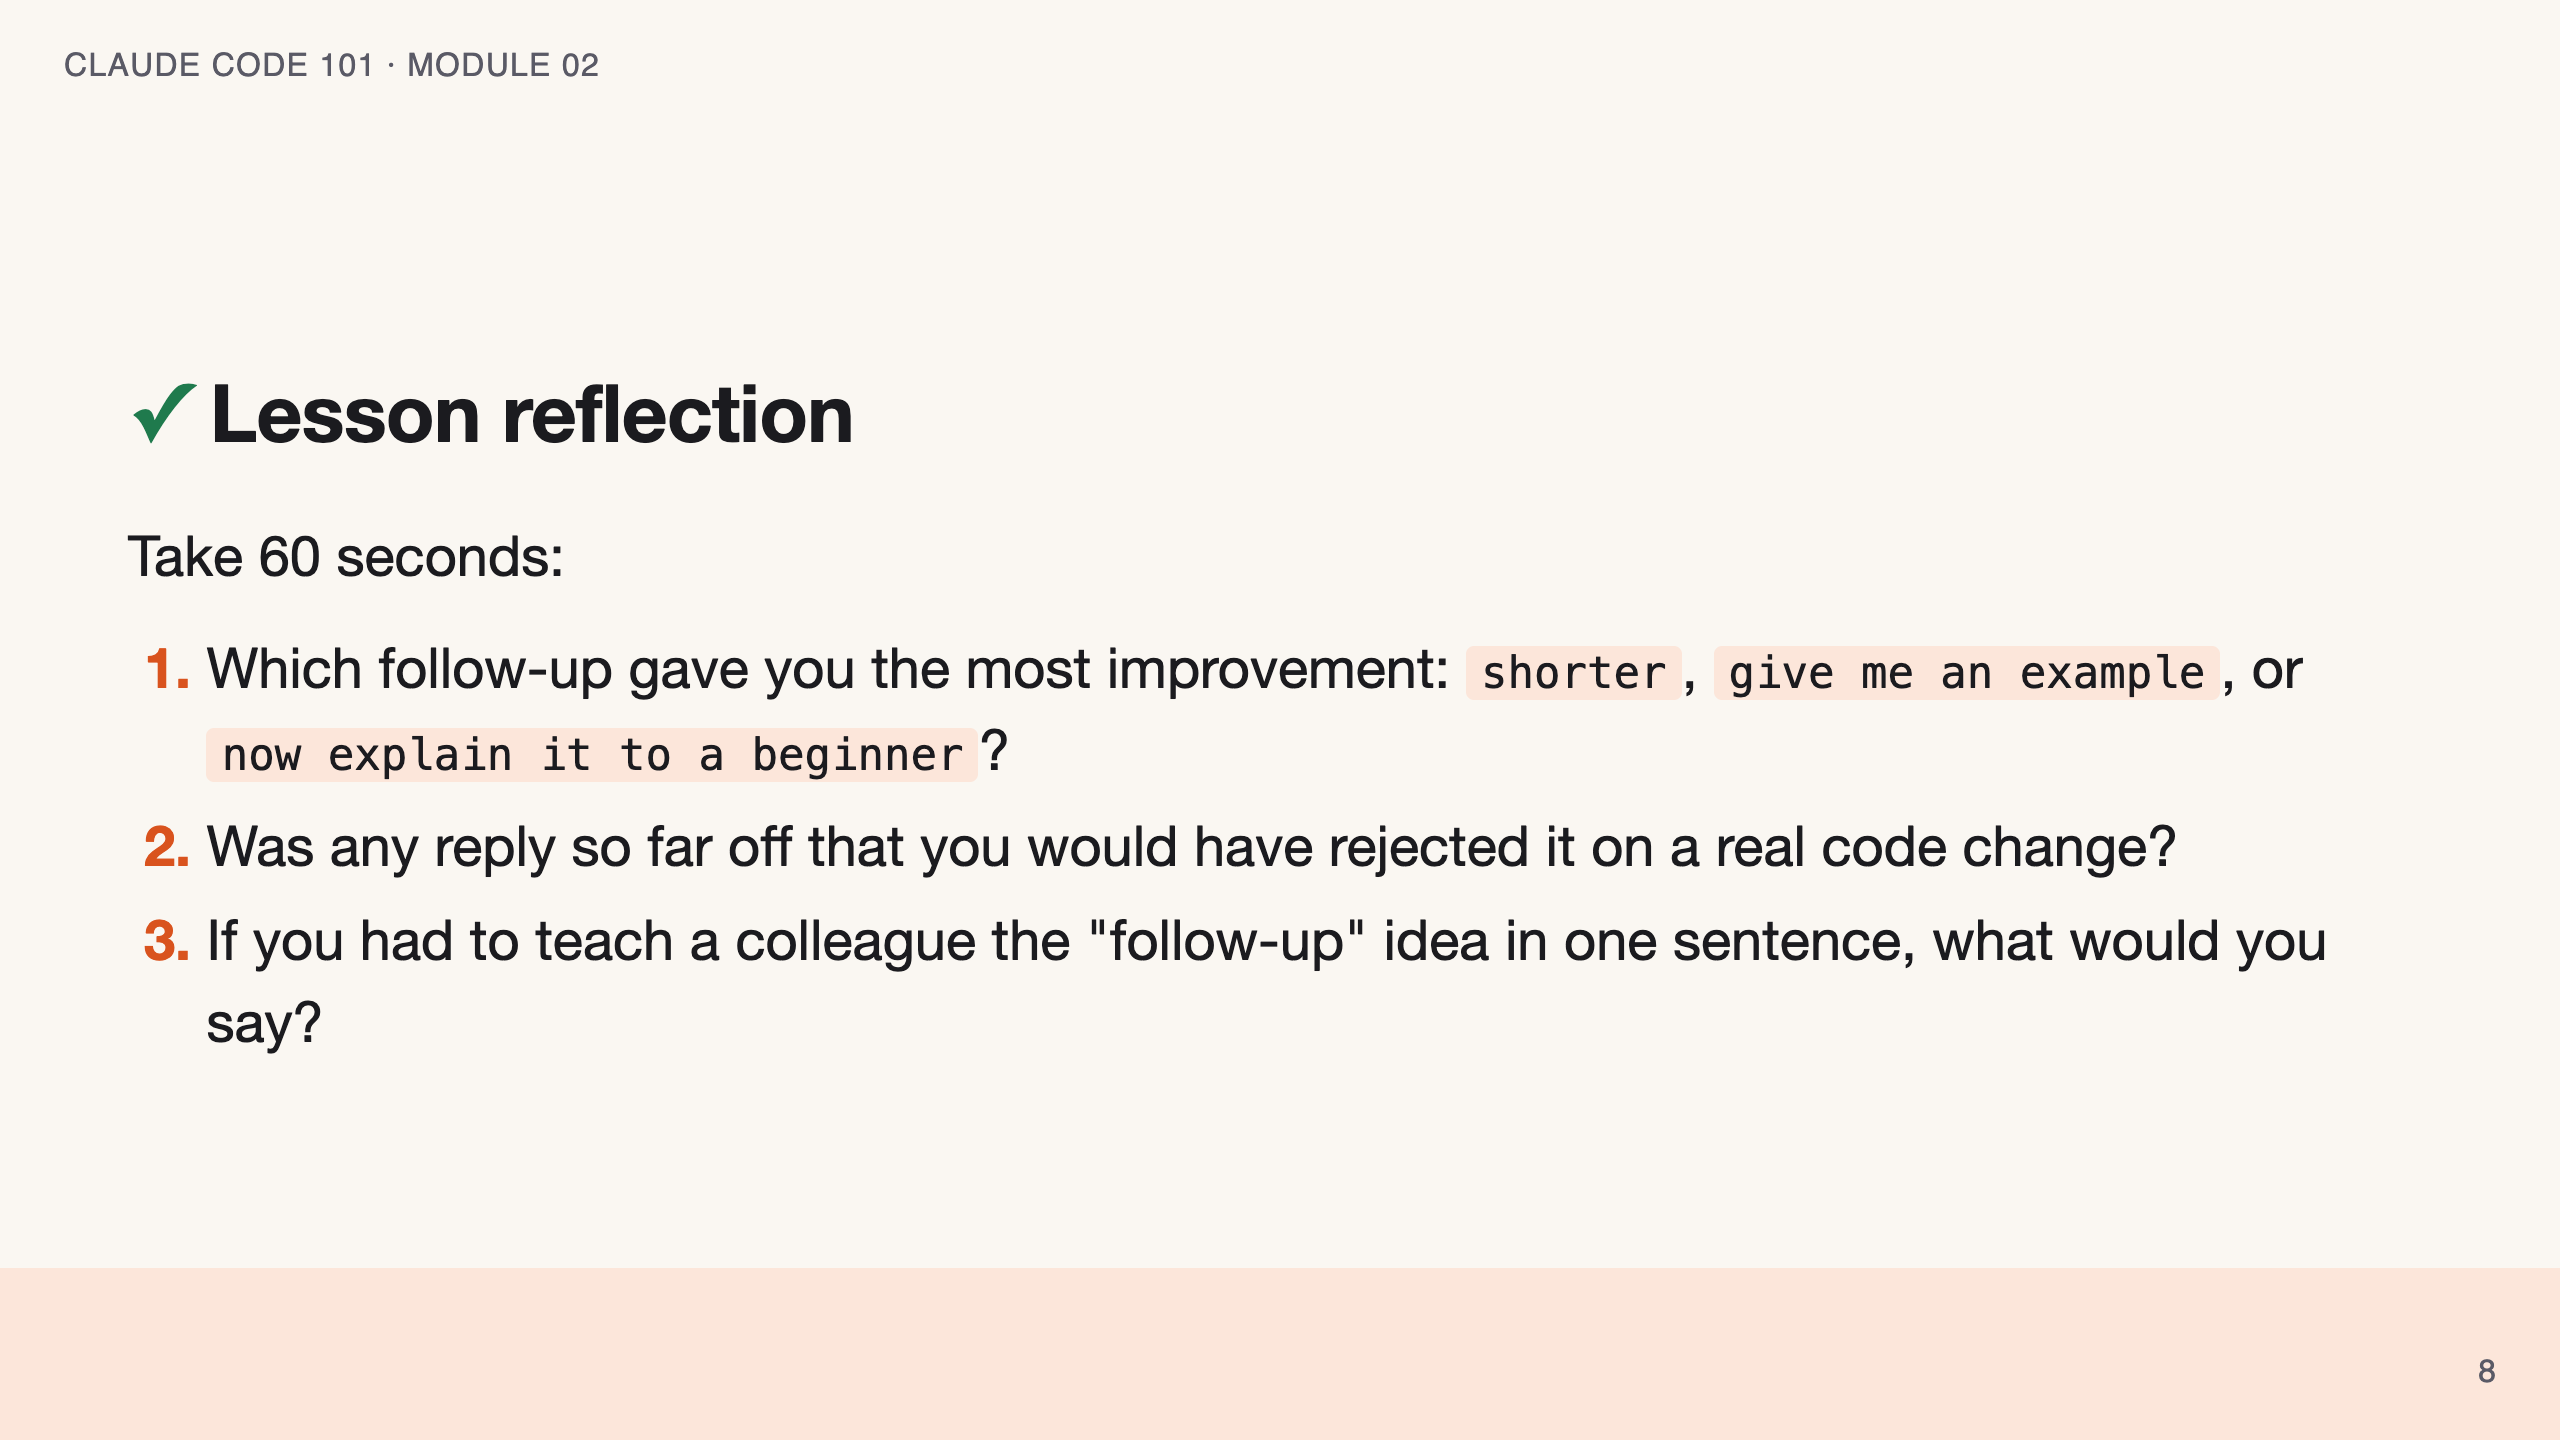 CLAUDE CODE 101 · MODULE 02
✓ Lesson reflection
Take 60 seconds:
1. Which follow-up gave you the most improvement: shorter, give me an example, or
now explain it to a beginner?
2. Was any reply so far off that you would have rejected it on a real code change?
3. If you had to teach a colleague the "follow-up" idea in one sentence, what would you
say?
8